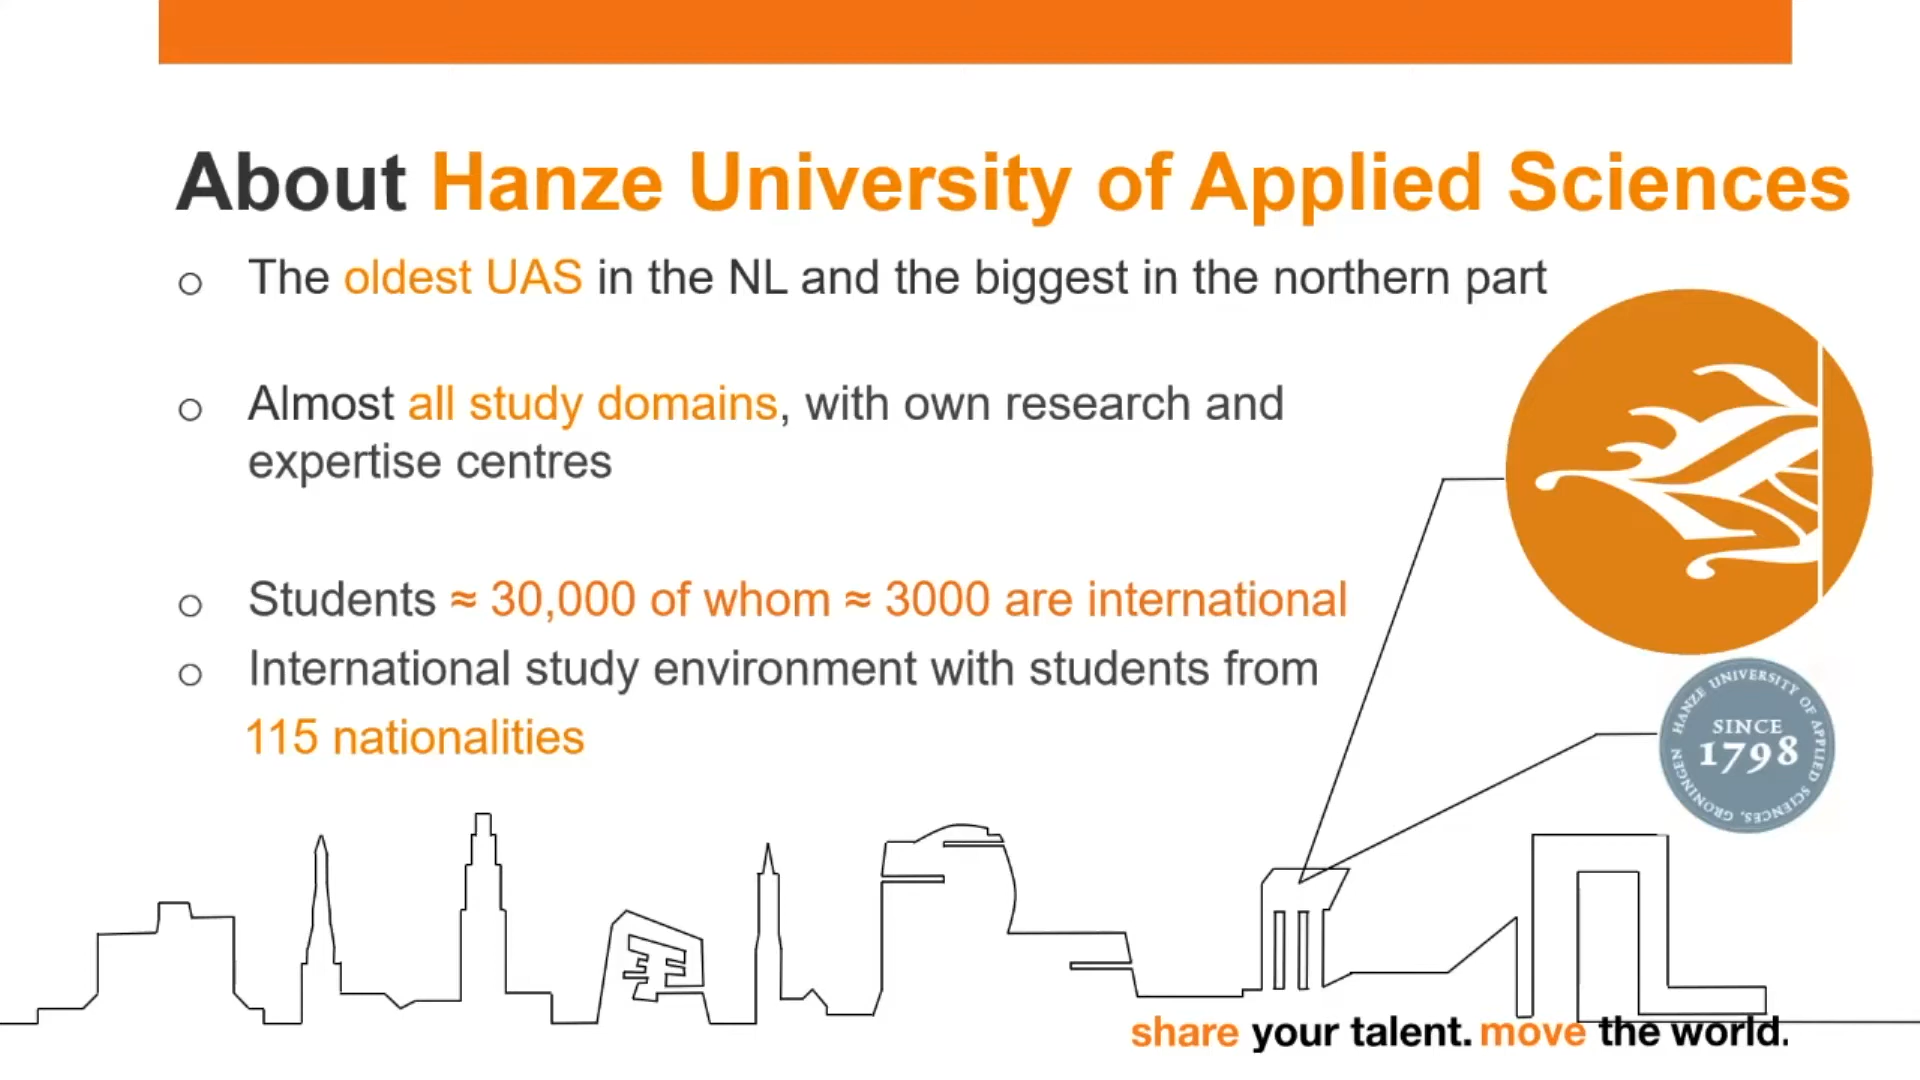 About Hanze University of Applied Sciences
The oldest UAS in the NL and the biggest in the northern part
Almost all study domains, with own research and
expertise centres
Students ≈ 30,000 of whom ≈ 3000 are international
International study environment with students from
115 nationalities
HANZE UNIVERSITY OF APPLIED SCIENCES, GRONINGEN
SINCE
1798
share your talent. move the world.